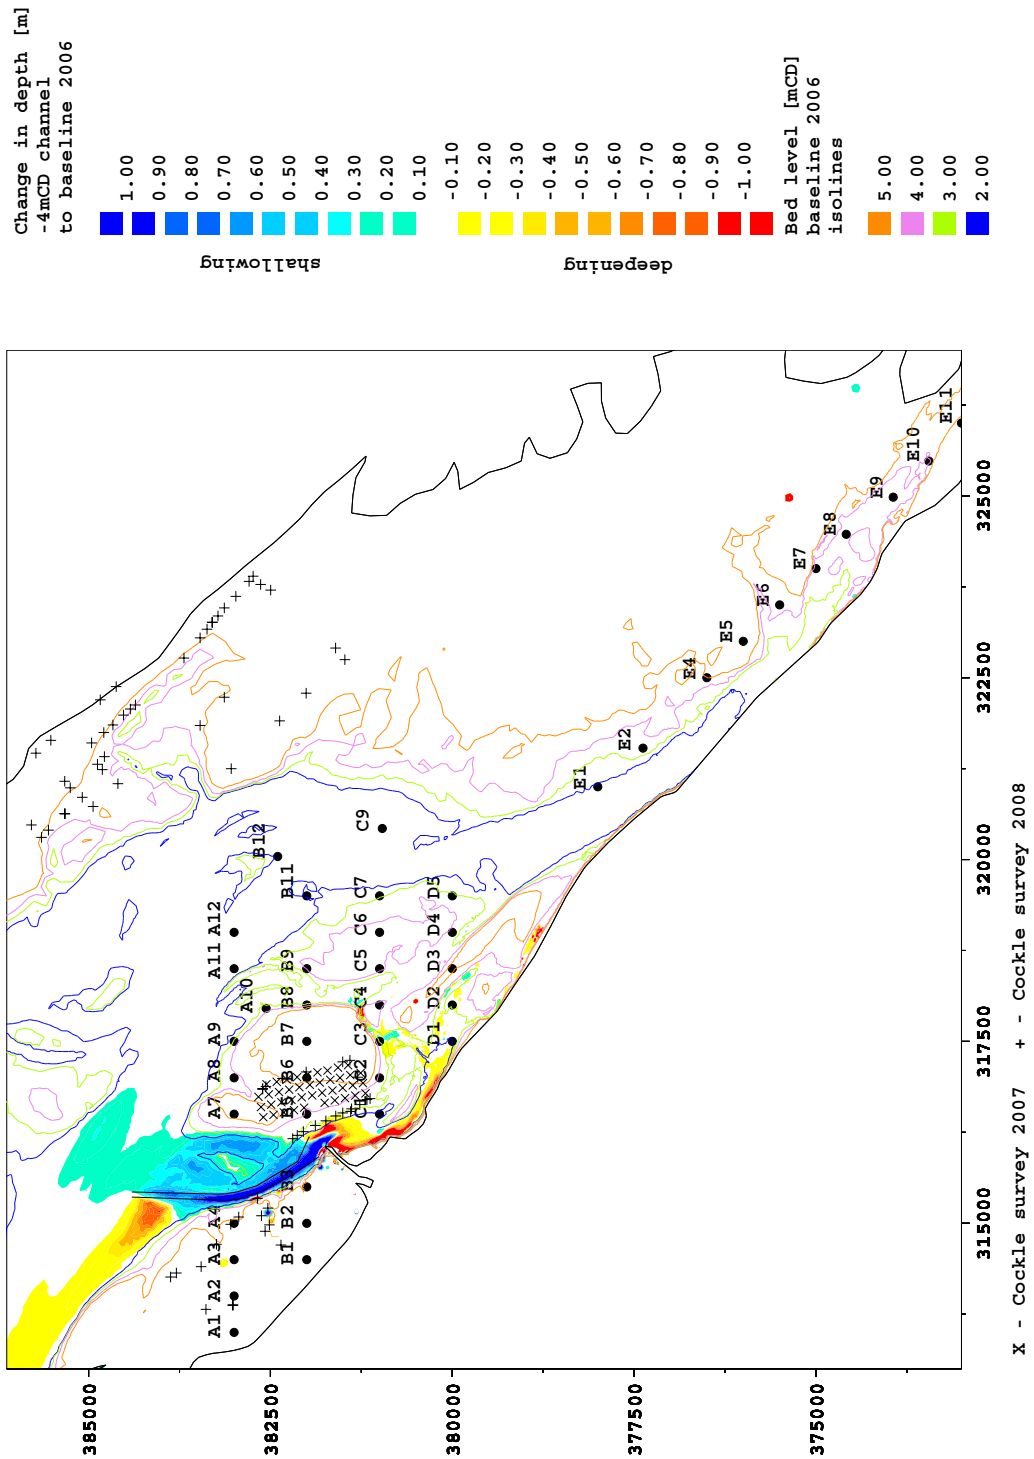 Change in depth [m]
-4mCD channel
to baseline 2006
1.00
0.90
0.80
0.70
0.60
0.50
0.40
0.30
0.20
0.10
shallowing
-0.10
-0.20
-0.30
-0.40
-0.50
-0.60
-0.70
-0.80
-0.90
-1.00
deepening
Bed level [mCD]
baseline 2006
isolines
5.00
4.00
3.00
2.00
385000
382500
380000
377500
375000
315000
317500
320000
322500
325000
A1
A2
A3
A4
A7
A8
A9
A10
A11
A12
B1
B2
B3
B5
B6
B7
B8
B9
B11
B12
C1
C2
C3
C4
C5
C6
C7
C9
D1
D2
D3
D4
D5
E1
E2
E4
E5
E6
E7
E8
E9
E10
E11
X - Cockle survey 2007 + - Cockle survey 2008